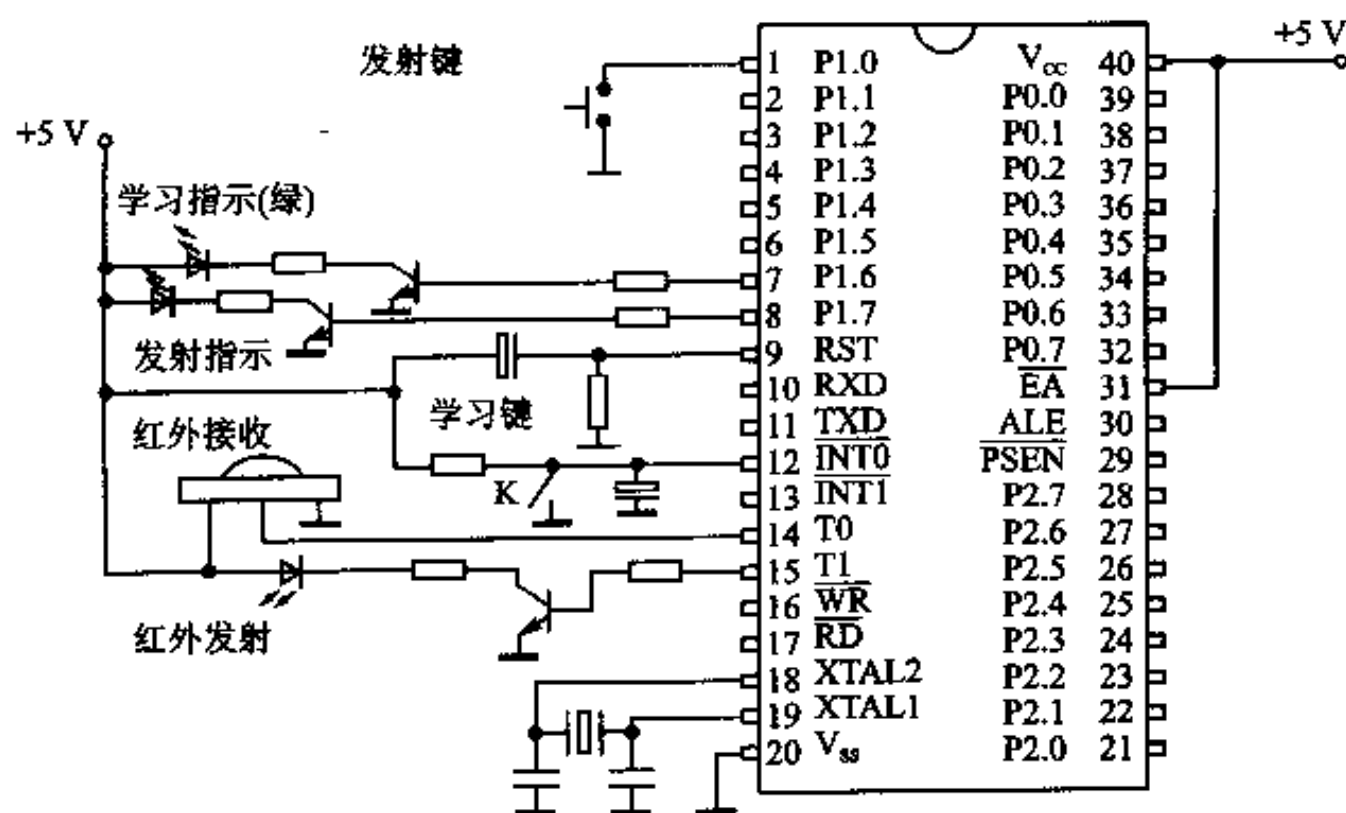 发射键
+5 V
学习指示(绿)
发射指示
学习键
红外接收
K
红外发射
1 P1.0
2 P1.1
3 P1.2
4 P1.3
5 P1.4
6 P1.5
7 P1.6
8 P1.7
9 RST
10 RXD
11 TXD
12 INT0
13 INT1
14 T0
15 T1
16 WR
17 RD
18 XTAL2
19 XTAL1
20 Vss
Vcc 40
P0.0 39
P0.1 38
P0.2 37
P0.3 36
P0.4 35
P0.5 34
P0.6 33
P0.7 32
EA 31
ALE 30
PSEN 29
P2.7 28
P2.6 27
P2.5 26
P2.4 25
P2.3 24
P2.2 23
P2.1 22
P2.0 21
+5 V